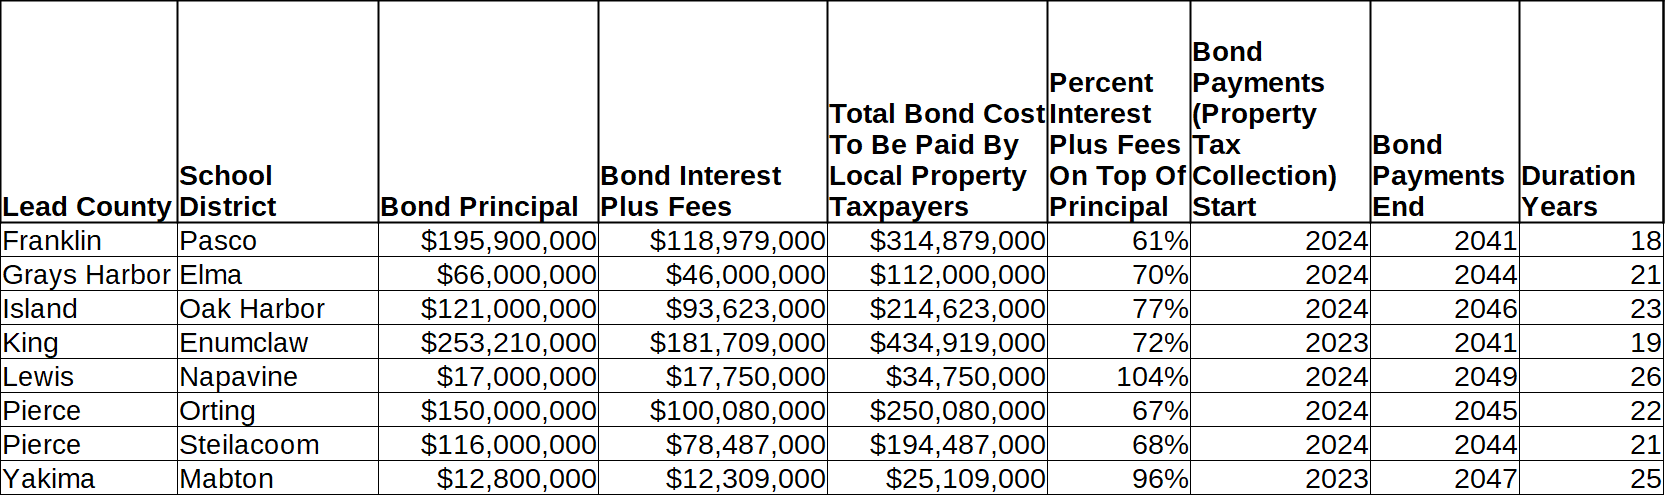 Lead County
School
District
Bond Principal
Bond Interest
Plus Fees
Total Bond Cost
To Be Paid By
Local Property
Taxpayers
Percent
Interest
Plus Fees
On Top Of
Principal
Bond
Payments
(Property
Tax
Collection)
Start
Bond
Payments
End
Duration
Years
Franklin Pasco $195,900,000 $118,979,000 $314,879,000 61% 2024 2041 18
Grays Harbor Elma $66,000,000 $46,000,000 $112,000,000 70% 2024 2044 21
Island Oak Harbor $121,000,000 $93,623,000 $214,623,000 77% 2024 2046 23
King Enumclaw $253,210,000 $181,709,000 $434,919,000 72% 2023 2041 19
Lewis Napavine $17,000,000 $17,750,000 $34,750,000 104% 2024 2049 26
Pierce Orting $150,000,000 $100,080,000 $250,080,000 67% 2024 2045 22
Pierce Steilacoom $116,000,000 $78,487,000 $194,487,000 68% 2024 2044 21
Yakima Mabton $12,800,000 $12,309,000 $25,109,000 96% 2023 2047 25